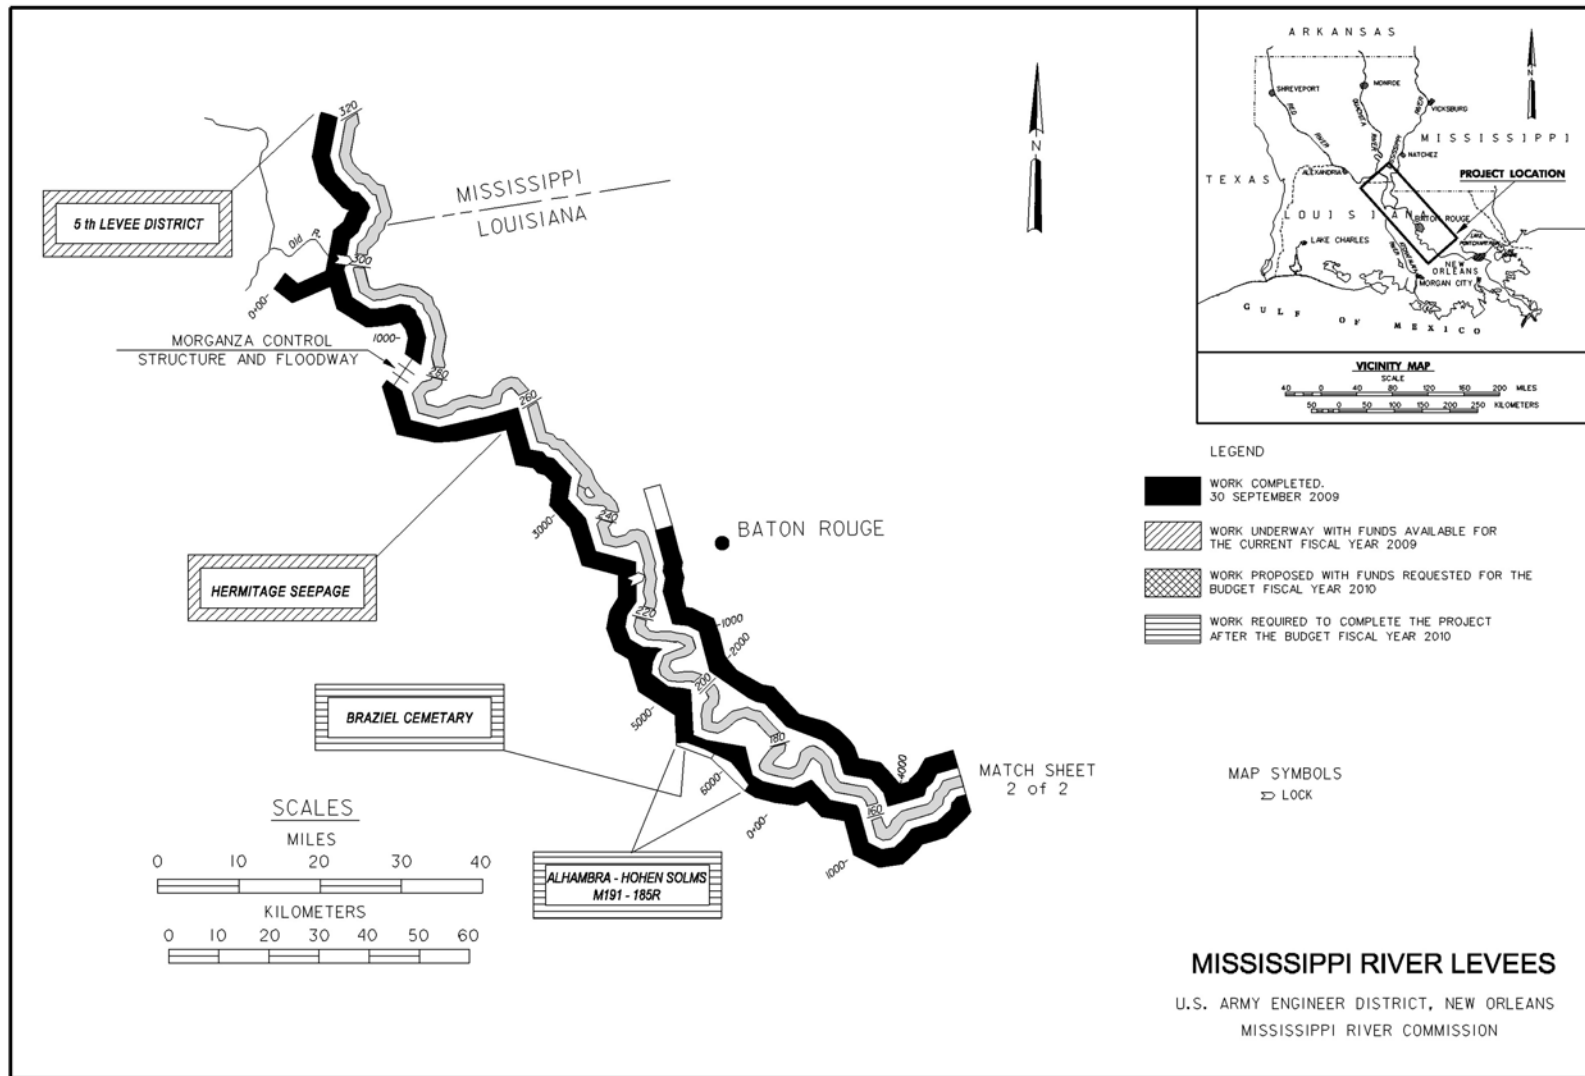 320
5 th LEVEE DISTRICT
MISSISSIPPI
LOUISIANA
Old R.
300
0+00-
1000-
MORGANZA CONTROL
STRUCTURE AND FLOODWAY
280
260
3000-
240
BATON ROUGE
HERMITAGE SEEPAGE
220
-1000
-2000
200
5000-
BRAZIEL CEMETARY
180
6000-
-4000
MATCH SHEET
2 of 2
160
0+00-
1000-
ALHAMBRA - HOHEN SOLMS
M191 - 185R
SCALES
MILES
0 10 20 30 40
KILOMETERS
0 10 20 30 40 50 60
N
ARKANSAS
N
SHREVEPORT
MONROE
VICKSBURG
RED
RIVER
OUACHITA
RIVER
MISSISSIPPI
NATCHEZ
ALEXANDRIA
PROJECT LOCATION
TEXAS
LOUISIANA
BATON ROUGE
LAKE CHARLES
LAKE
NEW
ORLEANS
MORGAN CITY
GULF OF MEXICO
VICINITY MAP
SCALE
40 0 40 80 120 160 200 MILES
50 0 50 100 150 200 250 KILOMETERS
LEGEND
WORK COMPLETED.
30 SEPTEMBER 2009
WORK UNDERWAY WITH FUNDS AVAILABLE FOR
THE CURRENT FISCAL YEAR 2009
WORK PROPOSED WITH FUNDS REQUESTED FOR THE
BUDGET FISCAL YEAR 2010
WORK REQUIRED TO COMPLETE THE PROJECT
AFTER THE BUDGET FISCAL YEAR 2010
MAP SYMBOLS
LOCK
MISSISSIPPI RIVER LEVEES
U.S. ARMY ENGINEER DISTRICT, NEW ORLEANS
MISSISSIPPI RIVER COMMISSION